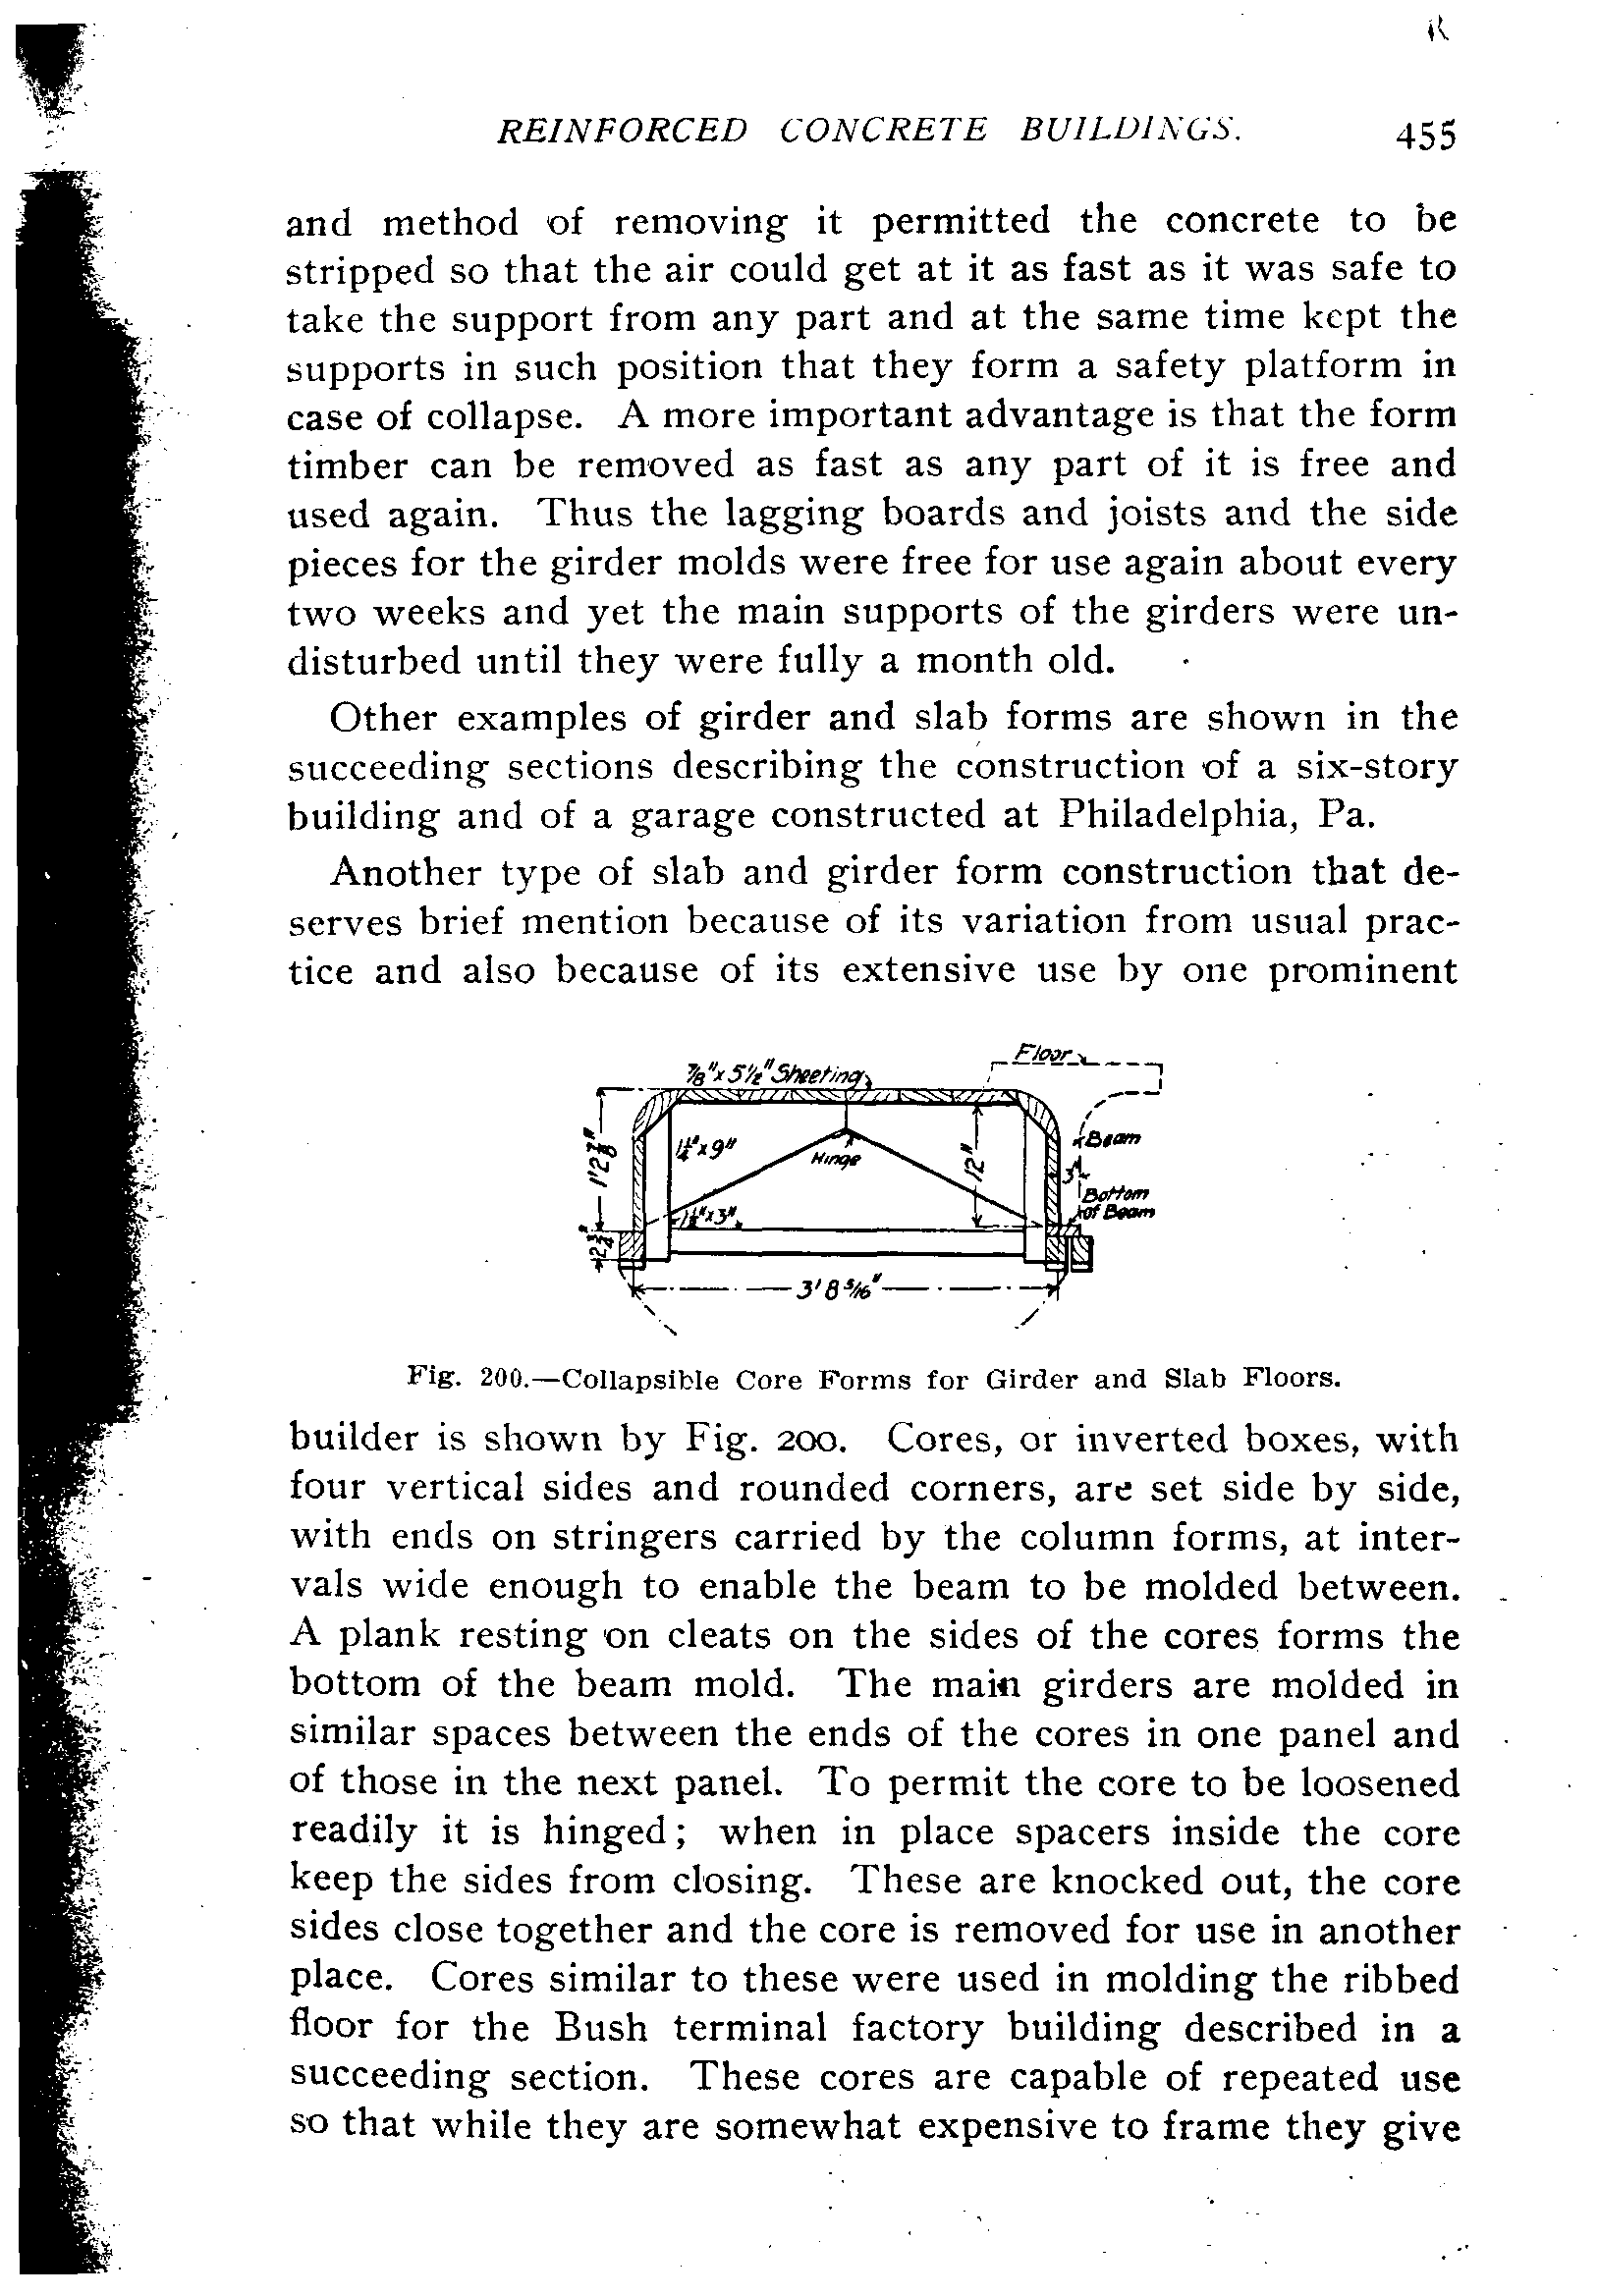 REINFORCED CONCRETE BUILDINGS. 455
and method of removing it permitted the concrete to be
stripped so that the air could get at it as fast as it was safe to
take the support from any part and at the same time kept the
supports in such position that they form a safety platform in
case of collapse. A more important advantage is that the form
timber can be removed as fast as any part of it is free and
used again. Thus the lagging boards and joists and the side
pieces for the girder molds were free for use again about every
two weeks and yet the main supports of the girders were un-
disturbed until they were fully a month old.
Other examples of girder and slab forms are shown in the
succeeding sections describing the construction of a six-story
building and of a garage constructed at Philadelphia, Pa.
Another type of slab and girder form construction that de-
serves brief mention because of its variation from usual prac-
tice and also because of its extensive use by one prominent
Floor
7/8"x 5 1/2" Sheeting
Beam
1 1/4"x9"
Hinge
12"
1'2 7/8"
3"
Bottom
of Beam
1 1/4"x3"
2 3/4"
3' 8 5/16"
Fig. 200.—Collapsible Core Forms for Girder and Slab Floors.
builder is shown by Fig. 200. Cores, or inverted boxes, with
four vertical sides and rounded corners, are set side by side,
with ends on stringers carried by the column forms, at inter-
vals wide enough to enable the beam to be molded between.
A plank resting on cleats on the sides of the cores forms the
bottom of the beam mold. The main girders are molded in
similar spaces between the ends of the cores in one panel and
of those in the next panel. To permit the core to be loosened
readily it is hinged; when in place spacers inside the core
keep the sides from closing. These are knocked out, the core
sides close together and the core is removed for use in another
place. Cores similar to these were used in molding the ribbed
floor for the Bush terminal factory building described in a
succeeding section. These cores are capable of repeated use
so that while they are somewhat expensive to frame they give